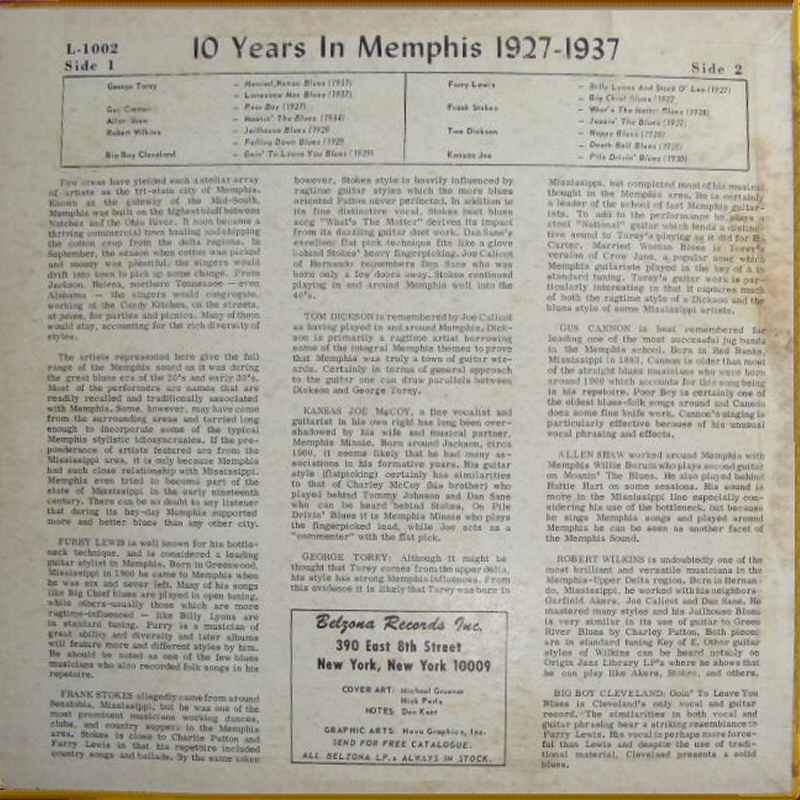 L-1002
Side 1
10 Years In Memphis 1927-1937
Side 2
George Torey
— Married Woman Blues (1937)
— Lonesome Man Blues (1937)
Gus Cannon
— Poor Boy (1927)
Allen Shaw
— Moanin' The Blues (1934)
Robert Wilkins
— Jailhouse Blues (1928
— Falling Down Blues (1929
Big Boy Cleveland
— Goin' To Leave You Blues (1929)
Furry Lewis
— Billy Lyons And Stock O' Lee (1927)
— Big Chief Blues (1927
Frank Stokes
— What's The Matter Blues (1928)
— Jazzin' The Blues (1927)
Tom Dickson
— Happy Blues (1928)
— Death Bell Blues (1928)
Kansas Joe
— Pile Drivin' Blues (1930)
Few areas have yielded such a stellar array
of artists as the tri-state city of Memphis.
Known as the gateway of the Mid-South,
Memphis was built on the highest bluff between
Natchez and the Ohio River. It soon became a
thriving commercial town hauling and shipping
the cotton crop from the delta regions. In
September, the season when cotton was picked
and money was plentiful, the singers would
drift into town to pick up some change. From
Jackson, Helena, northern Tennessee — even
Alabama — the singers would congregate,
working at the Candy Kitchen, on the streets,
at jukes, for parties and picnics. Many of them
would stay, accounting for the rich diversity of
styles.
The artists represented here give the full
range of the Memphis sound as it was during
the great blues era of the 20's and early 30's.
Most of the performers are names that are
readily recalled and traditionally associated
with Memphis. Some, however, may have come
from the surrounding areas and tarried long
enough to incorporate some of the typical
Memphis stylistic idiosyncrasies. If the pre-
ponderance of artists featured are from the
Mississippi area, it is only because Memphis
had such close relationship with Mississippi.
Memphis even tried to become part of the
state of Mississippi in the early nineteenth
century. There can be no doubt to any listener
that during its hey-day Memphis supported
more and better blues than any other city.
FURRY LEWIS is well known for his bottle-
neck technique, and is considered a leading
guitar stylist in Memphis. Born in Greenwood,
Mississippi in 1900 he came to Memphis when
he was six and never left. Many of his songs
like Big Chief Blues are played in open tuning,
while others-usually those which are more
ragtime-influenced — like Billy Lyons are
in standard tuning. Furry is a musician of
great ability and diversity and later albums
will feature more and different styles by him.
He should be noted as one of the few blues
musicians who also recorded folk songs in his
repertoire.
FRANK STOKES allegedly came from around
Senatobia, Mississippi, but he was one of the
most prominent musicians working dances,
clubs, and country suppers in the Memphis
area. Stokes is close to Charlie Patton and
Furry Lewis in that his repertoire included
country songs and ballads. By the same token
however, Stokes style is heavily influenced by
ragtime guitar styles which the more blues
oriented Patton never perfected. In addition to
its fine distinctive vocal, Stokes best blues
song "What's The Matter" derives its impact
from its dazzling guitar duet work. Dan Sane's
excellent flat pick technique fits like a glove
behind Stokes' heavy fingerpicking. Joe Calicot
of Hernando remembers Dan Sane who was
born only a few doors away. Stokes continued
playing in and around Memphis well into the
40's.
TOM DICKSON is remembered by Joe Calicot
as having played in and around Memphis. Dick-
son is primarily a ragtime artist borrowing
some of the integral Memphis themes to prove
that Memphis was truly a town of guitar wiz-
ards. Certainly in terms of general approach
to the guitar one can draw parallels between
Dickson and George Torey.
KANSAS JOE McCOY, a fine vocalist and
guitarist in his own right has long been over-
shadowed by his wife and musical partner,
Memphis Minnie. Born around Jackson, circa
1900, it seems likely that he had many as-
sociations in his formative years. His guitar
style (flatpicking) certainly has similarities
to that of Charley McCoy (his brother) who
played behind Tommy Johnson and Dan Sane
who can be heard behind Stokes. On Pile
Drivin' Blues it is Memphis Minnie who plays
the fingerpicked lead, while Joe acts as a
"commenter" with the flat pick.
GEORGE TOREY: Although it might be
thought that Torey comes from the upper delta,
his style has strong Memphis influences. From
this evidence it is likely that Torey was born in
Belzona Records Inc.
390 East 8th Street
New York, New York 10009
COVER ART: Michael Gruener
Nick Perls
NOTES: Don Kent
GRAPHIC ARTS: Nova Graphics, Inc.
SEND FOR FREE CATALOGUE.
ALL BELZONA LP.s ALWAYS IN STOCK.
Mississippi, but completed most of his musical
thought in the Memphis area. He is certainly
a leader of the school of fast Memphis guitar-
ists. To add to the performance he plays a
steel "National" guitar which lends a distinc-
tive sound to Torey's playing as it did for B.
Carter. Married Woman Blues is Torey's
version of Crow Jane, a popular song which
Memphis guitarists played in the key of A in
standard tuning. Torey's guitar work is par-
ticularly interesting in that it captures much
of both the ragtime style of a Dickson and the
blues style of some Mississippi artists.
GUS CANNON is best remembered for
leading one of the most successful jug bands
in the Memphis school. Born in Red Banks,
Mississippi in 1883, Cannon is older than most
of the straight blues musicians who were born
around 1900 which accounts for this song being
in his repertoire. Poor Boy is certainly one of
the oldest blues-folk songs around and Cannon
does some fine knife work. Cannon's singing is
particularly effective because of his unusual
vocal phrasing and effects.
ALLEN SHAW worked around Memphis with
Memphis Willie Borum who plays second guitar
on Moanin' The Blues. He also played behind
Hattie Hart on some sessions. His sound is
more in the Mississippi line especially con-
sidering his use of the bottleneck, but because
he sings Memphis songs and played around
Memphis he can be seen as another facet of
the Memphis Sound.
ROBERT WILKINS is undoubtedly one of the
most brilliant and versatile musicians in the
Memphis-Upper Delta region. Born in Hernan-
do, Mississippi, he worked with neighbors-
Garfield Akers, Joe Calicot and Dan Sane. He
mastered many styles and his Jailhouse Blues
is very similar in its use of guitar to Green
River Blues by Charley Patton. Both pieces
are in standard tuning Key of E. Other guitar
styles of Wilkins can be heard notably on
Origin Jazz Library LP's where he shows that
he can play like Akers, Stokes, and others.
BIG BOY CLEVELAND: Goin' To Leave You
Blues is Cleveland's only vocal and guitar
record. The similarities in both vocal and
guitar phrasing bear a striking resemblance to
Furry Lewis. His vocal is perhaps more force-
ful than Lewis and despite the use of tradi-
tional material, Cleveland presents a solid
blues.